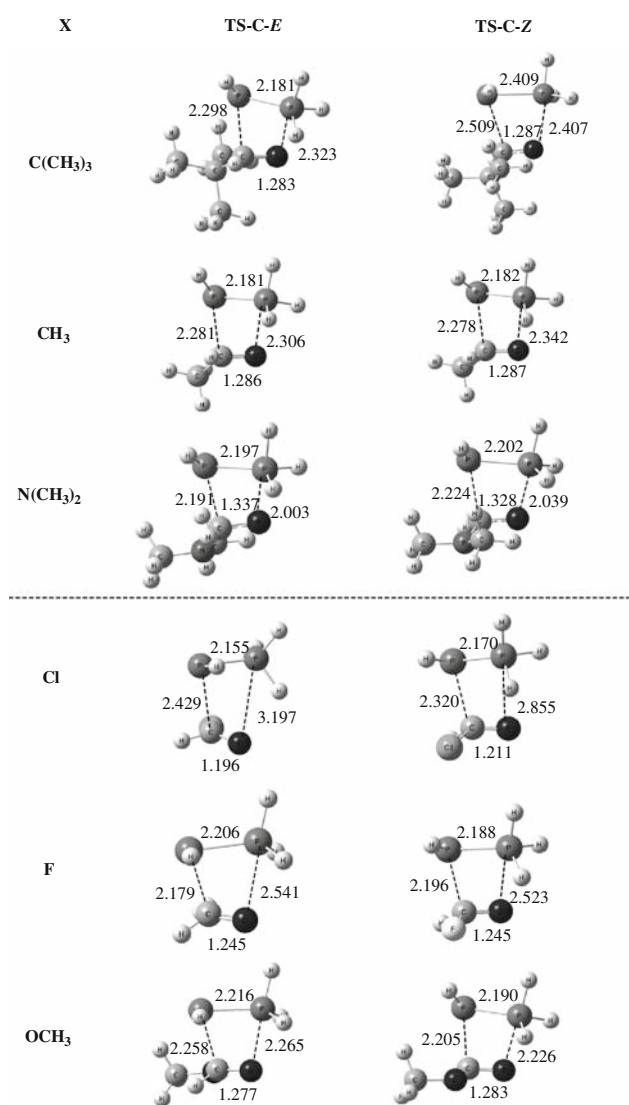 X TS-C-E TS-C-Z
C(CH₃)₃ 2.181 2.298 2.323 1.283 2.409 2.509 1.287 2.407
CH₃ 2.181 2.281 2.306 1.286 2.182 2.278 2.342 1.287
N(CH₃)₂ 2.197 2.191 1.337 2.003 2.202 2.224 1.328 2.039
Cl 2.155 2.429 3.197 1.196 2.170 2.320 2.855 Cl 1.211
F 2.206 2.179 2.541 1.245 2.188 2.196 2.523 F 1.245
OCH₃ 2.216 2.258 2.265 1.277 2.190 2.205 2.226 1.283